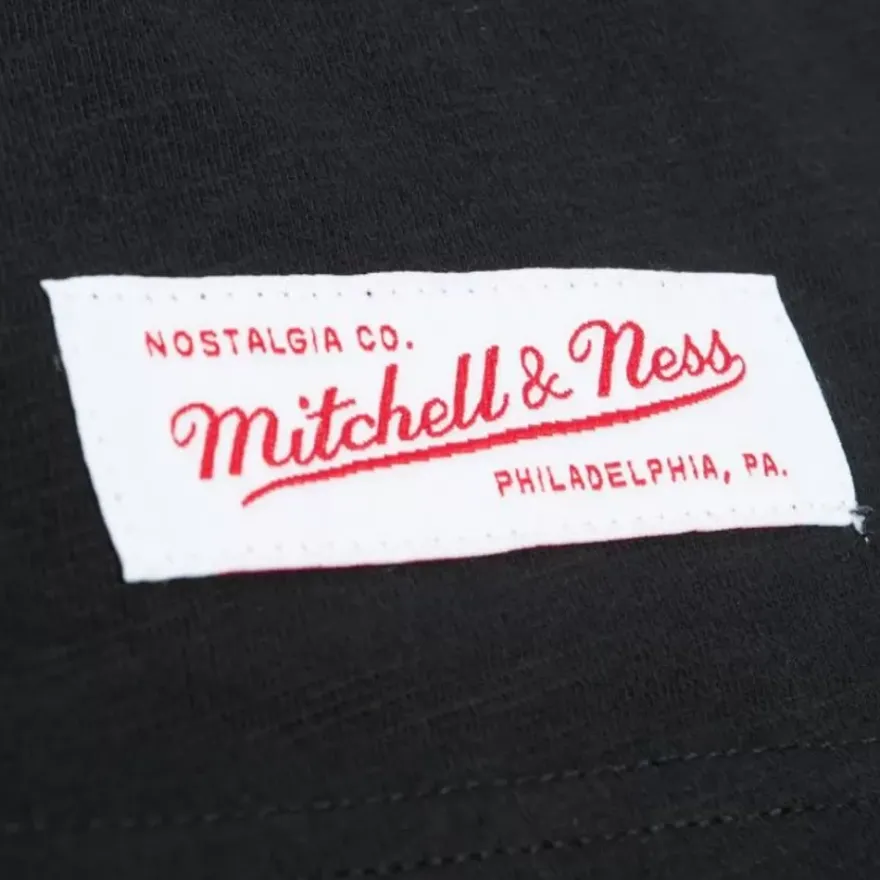 NOSTALGIA CO.
Mitchell & Ness
PHILADELPHIA, PA.